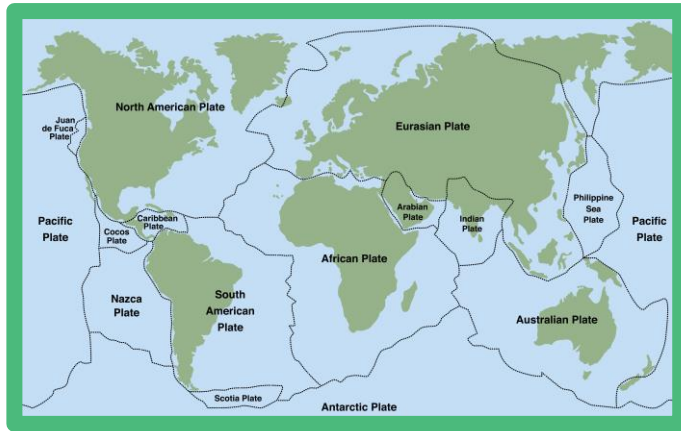 North American Plate
Juan
de Fuca
Plate
Eurasian Plate
Pacific
Plate
Cocos
Plate
Caribbean
Plate
Arabian
Plate
Indian
Plate
Philippine
Sea
Plate
Pacific
Plate
African Plate
Nazca
Plate
South
American
Plate
Australian Plate
Scotia Plate
Antarctic Plate